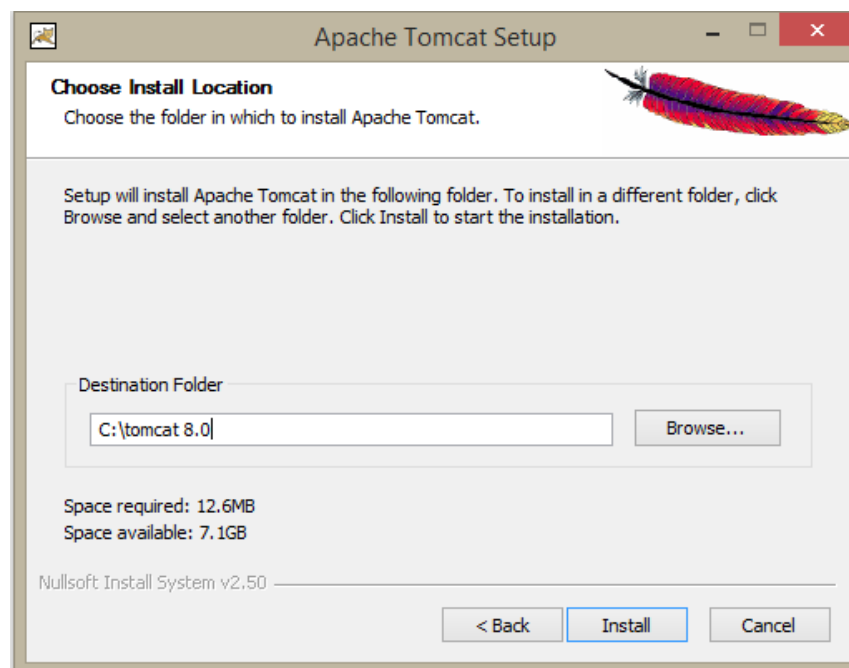 Apache Tomcat Setup
Choose Install Location
Choose the folder in which to install Apache Tomcat.
Setup will install Apache Tomcat in the following folder. To install in a different folder, click
Browse and select another folder. Click Install to start the installation.
Destination Folder
C:\tomcat 8.0
Browse...
Space required: 12.6MB
Space available: 7.1GB
Nullsoft Install System v2.50
< Back
Install
Cancel